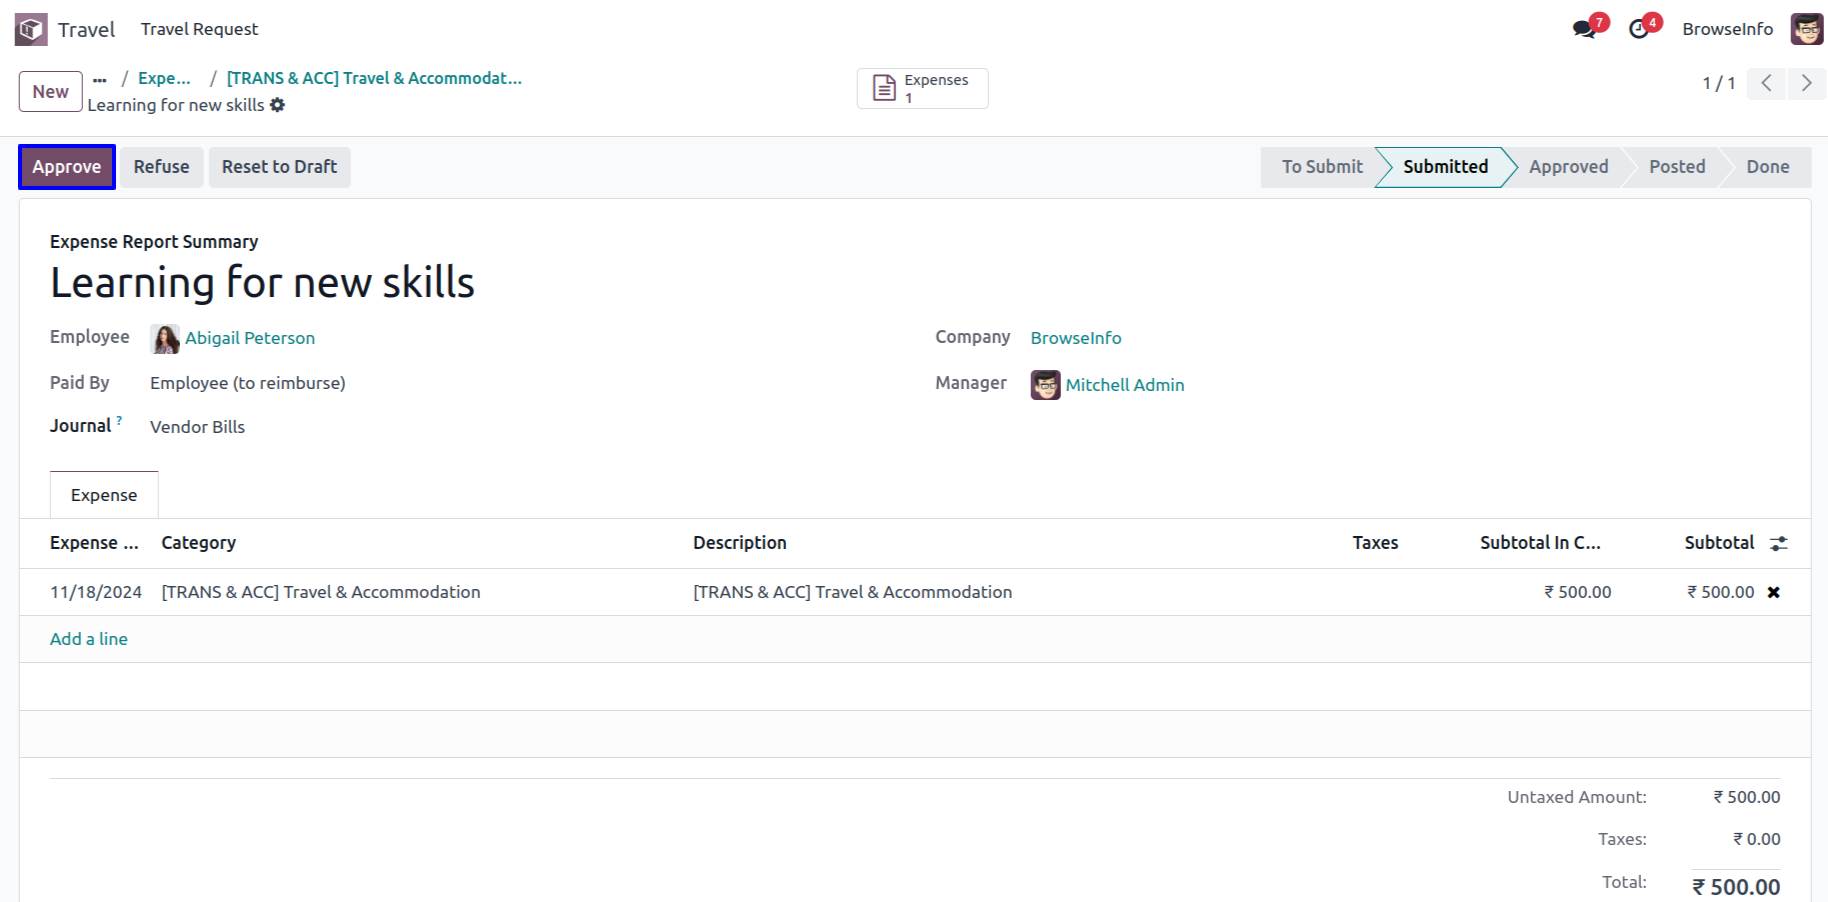 Travel Travel Request 7 4 BrowseInfo
New ... / Expe... / [TRANS & ACC] Travel & Accommodat...
Learning for new skills
Expenses
1
1 / 1
Approve Refuse Reset to Draft To Submit Submitted Approved Posted Done
Expense Report Summary
Learning for new skills
Employee Abigail Peterson Company BrowseInfo
Paid By Employee (to reimburse) Manager Mitchell Admin
Journal ? Vendor Bills
Expense
Expense ... Category Description Taxes Subtotal In C... Subtotal
11/18/2024 [TRANS & ACC] Travel & Accommodation [TRANS & ACC] Travel & Accommodation ₹ 500.00 ₹ 500.00
Add a line
Untaxed Amount: ₹ 500.00
Taxes: ₹ 0.00
Total: ₹ 500.00